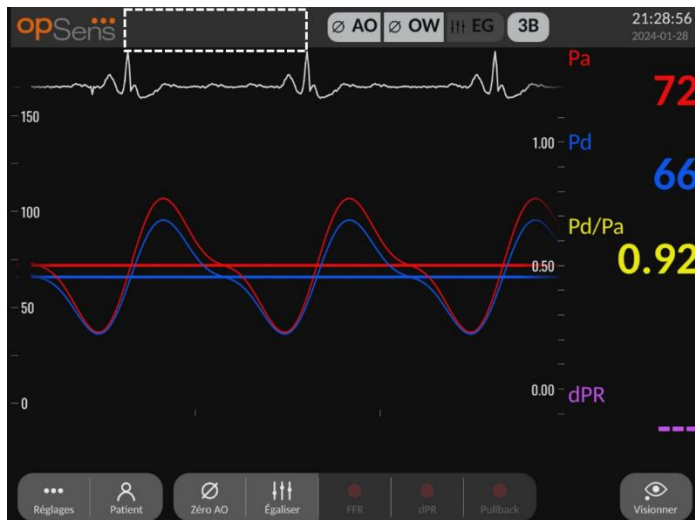 opSens
Ø AO Ø OW EG 3B
21:28:56
2024-01-28
Pa
72
150
1.00
Pd
66
100
Pd/Pa
0.50
0.92
50
0.00
dPR
0
---
Réglages Patient Zéro AO Égaliser FFR dPR Pullback Visionner